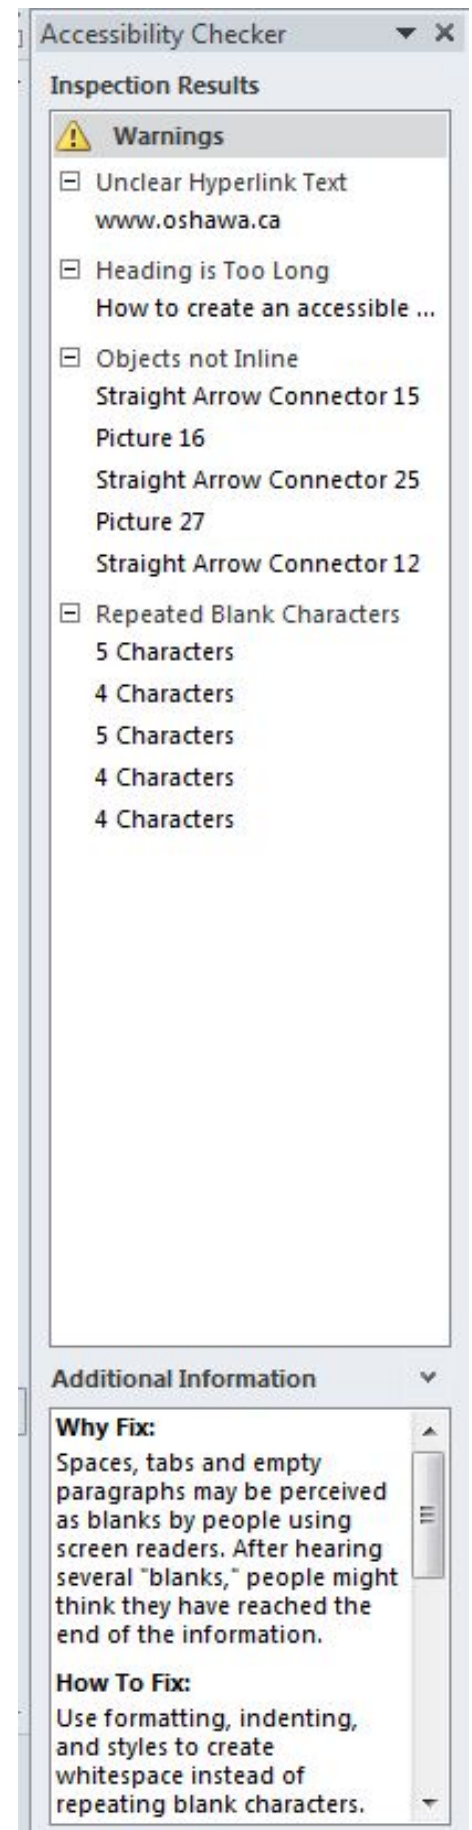 Accessibility Checker
Inspection Results
Warnings
Unclear Hyperlink Text
www.oshawa.ca
Heading is Too Long
How to create an accessible ...
Objects not Inline
Straight Arrow Connector 15
Picture 16
Straight Arrow Connector 25
Picture 27
Straight Arrow Connector 12
Repeated Blank Characters
5 Characters
4 Characters
5 Characters
4 Characters
4 Characters
Additional Information
Why Fix:
Spaces, tabs and empty
paragraphs may be perceived
as blanks by people using
screen readers. After hearing
several "blanks," people might
think they have reached the
end of the information.
How To Fix:
Use formatting, indenting,
and styles to create
whitespace instead of
repeating blank characters.